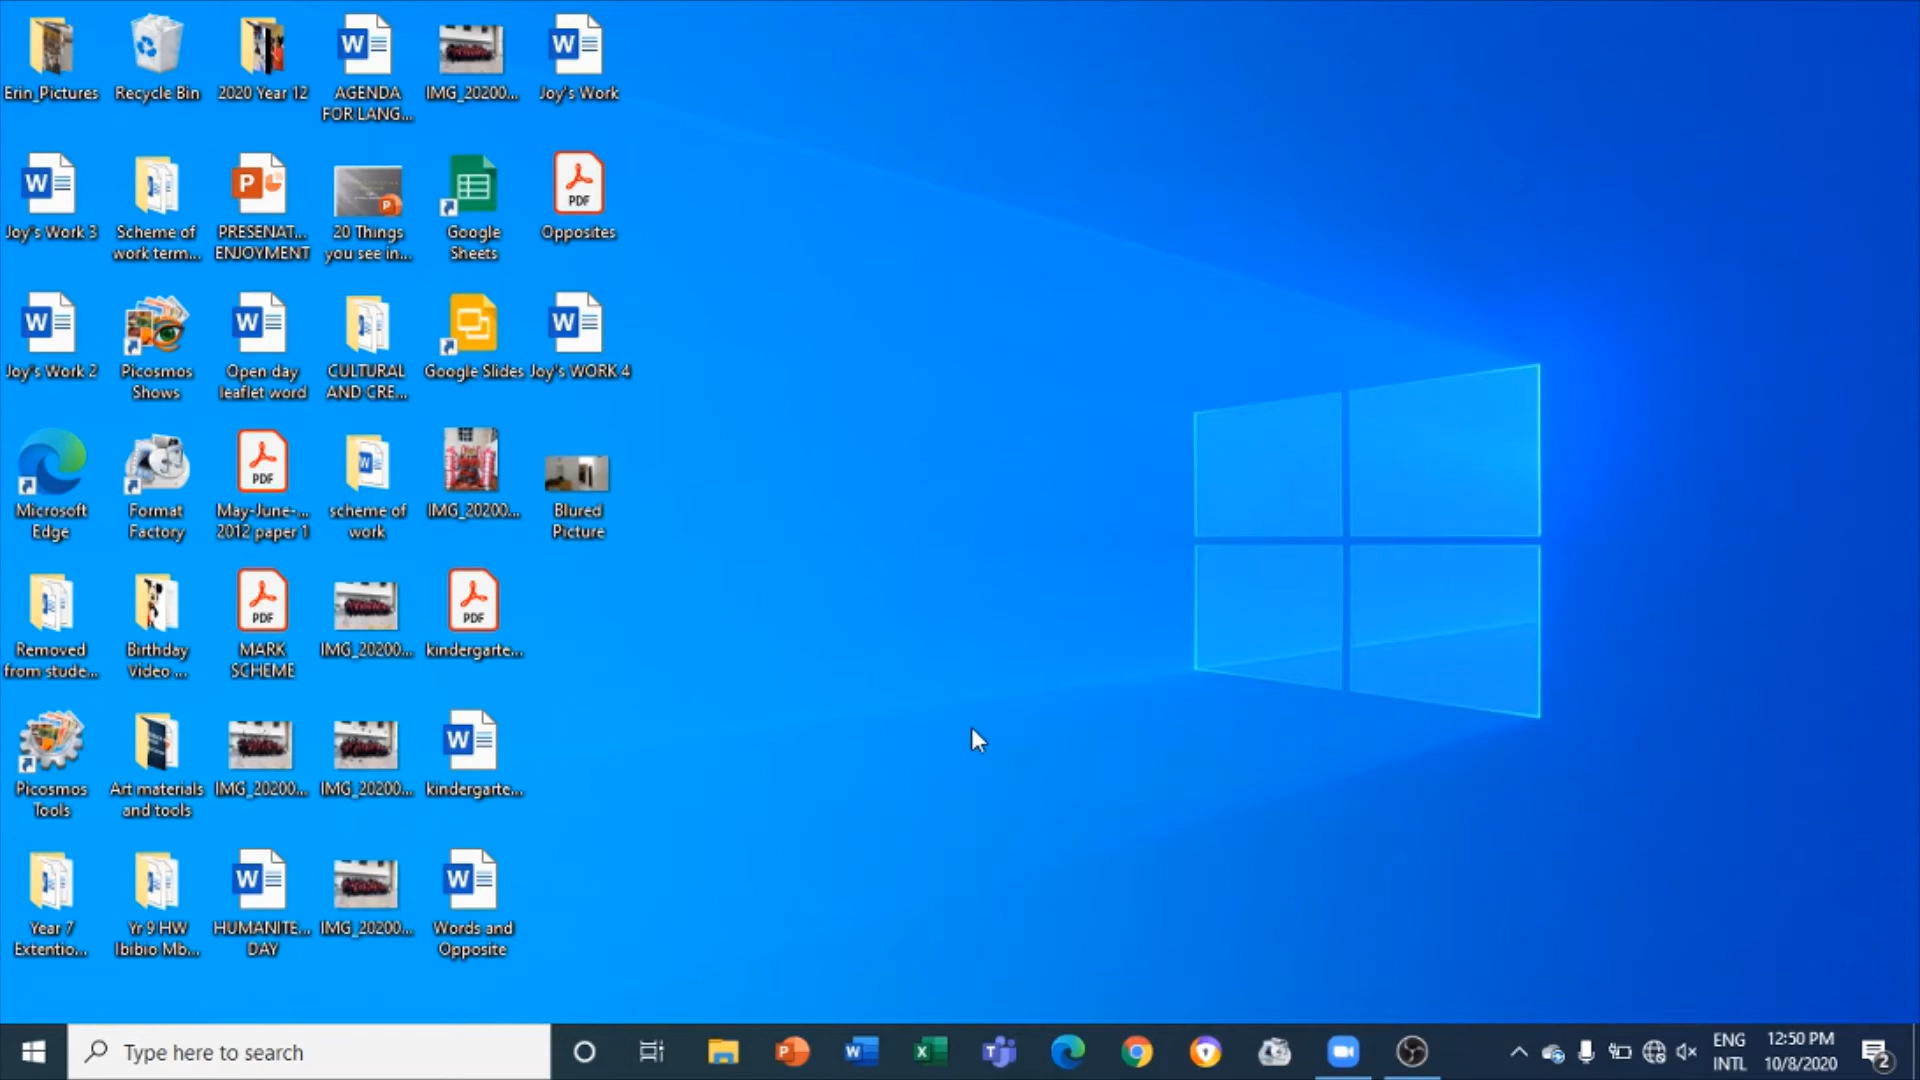 Erin_Pictures
Recycle Bin
2020 Year 12
AGENDA
FOR LANG...
IMG_20200...
Joy's Work
Joy's Work 3
Scheme of
work term...
PRESENAT...
ENJOYMENT
20 Things
you see in...
Google
Sheets
PDF
Opposites
Joy's Work 2
Picosmos
Shows
Open day
leaflet word
CULTURAL
AND CRE...
Google Slides
Joy's WORK 4
Microsoft
Edge
Format
Factory
PDF
May-June-...
2012 paper 1
scheme of
work
IMG_20200...
Blured
Picture
Removed
from stude...
Birthday
Video ...
PDF
MARK
SCHEME
IMG_20200...
PDF
kindergarte...
Picosmos
Tools
Art materials
and tools
IMG_20200...
IMG_20200...
kindergarte...
Year 7
Extentio...
Yr 9 HW
Ibibio Mb...
HUMANITE...
DAY
IMG_20200...
Words and
Opposite
Type here to search
ENG
INTL
12:50 PM
10/8/2020
2